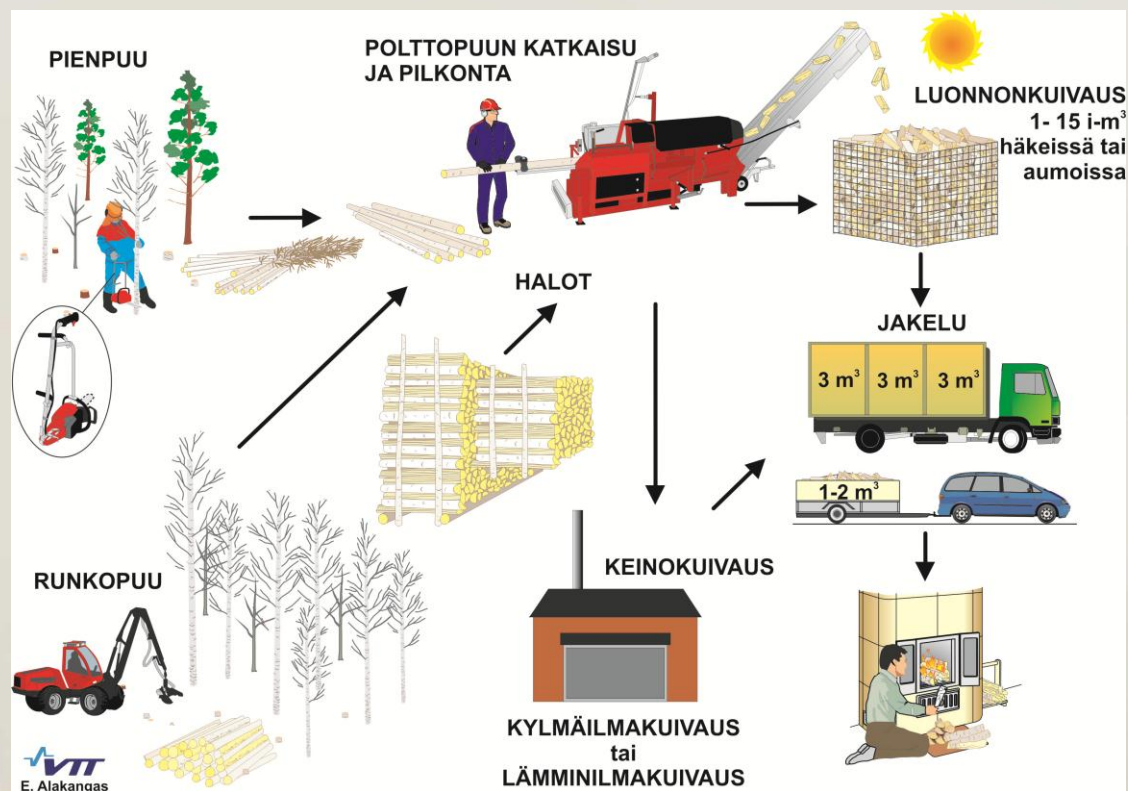 PIENPUU
POLTTOPUUN KATKAISU
JA PILKONTA
LUONNONKUIVAUS
1- 15 i-m³
häkeissä tai
aumoissa
HALOT
JAKELU
3 m³ 3 m³ 3 m³
1-2 m³
RUNKOPUU
KEINOKUIVAUS
KYLMÄILMAKUIVAUS
tai
LÄMMINILMAKUIVAUS
VTT
E. Alakangas